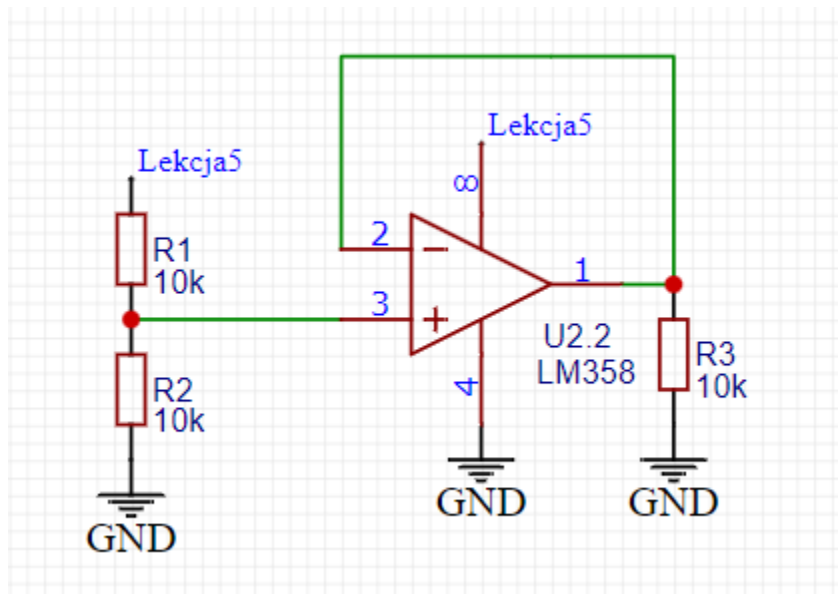 Lekcja5
Lekcja5
8
R1
10k
2
−
1
3
+
U2.2
LM358
R3
10k
R2
10k
4
GND
GND
GND